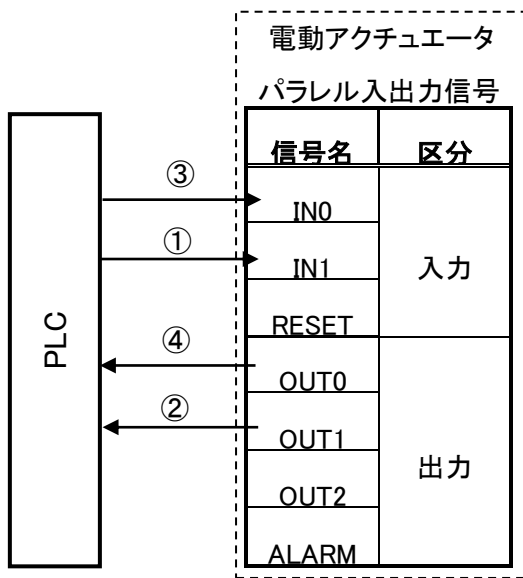 電動アクチュエータ
パラレル入出力信号
信号名 区分
③
IN0
①
IN1
入力
RESET
PLC
④
OUT0
②
OUT1
出力
OUT2
ALARM